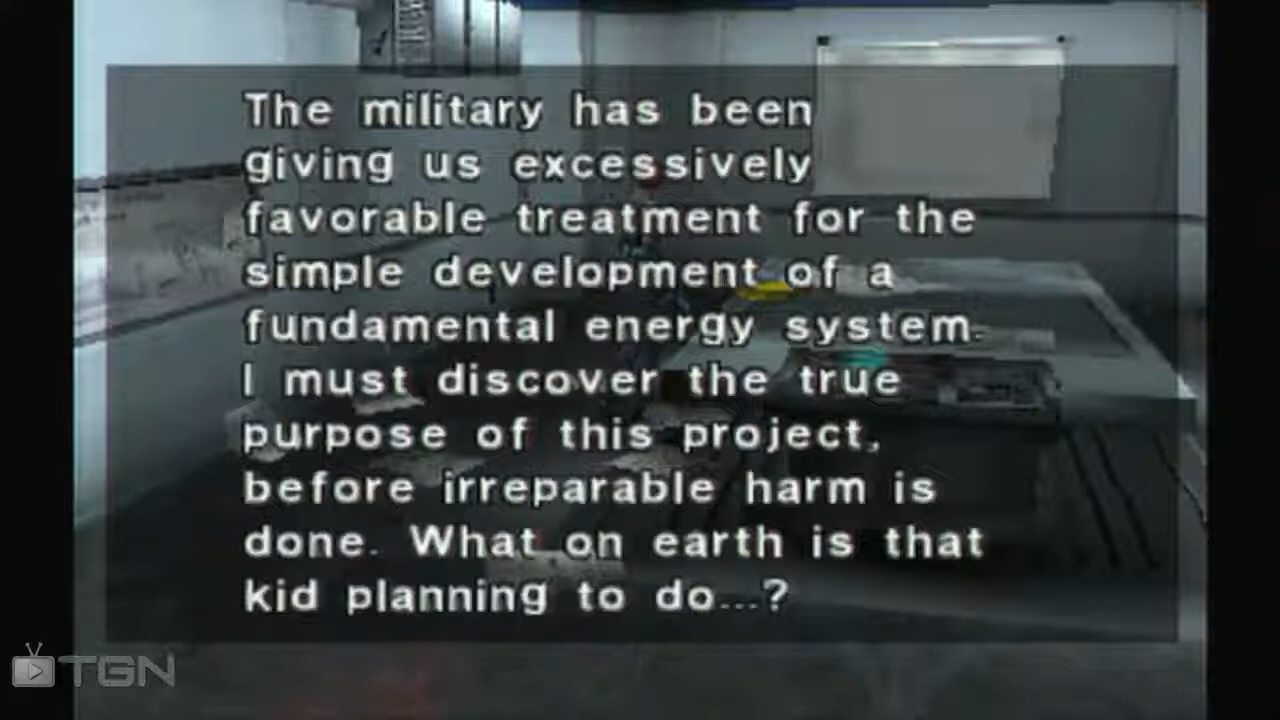 The military has been
giving us excessively
favorable treatment for the
simple development of a
fundamental energy system.
I must discover the true
purpose of this project,
before irreparable harm is
done. What on earth is that
kid planning to do...?
TGN